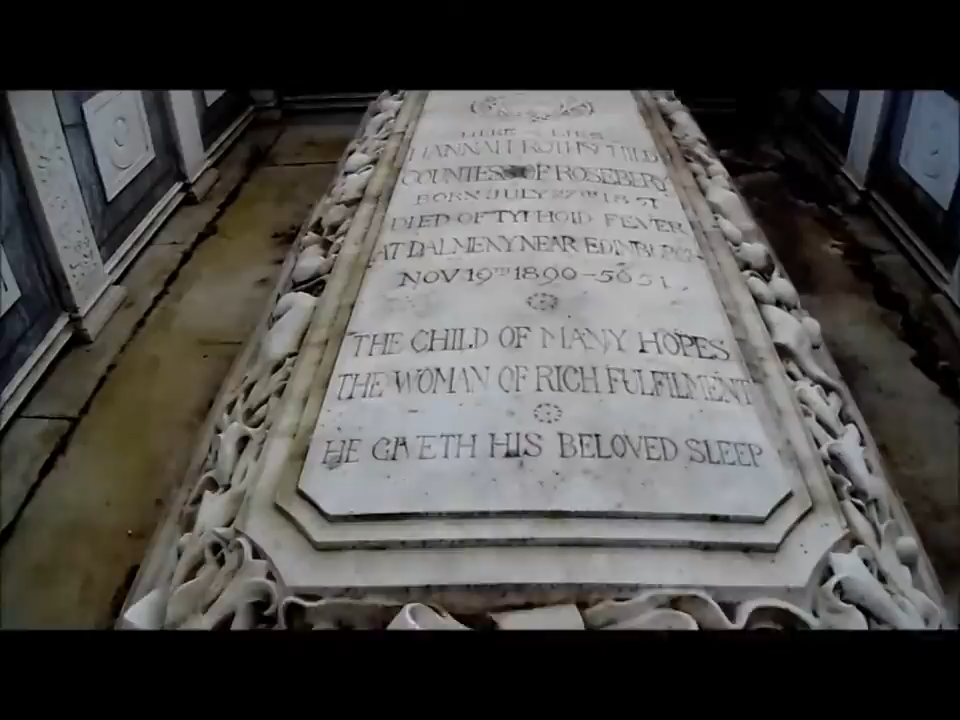 HERE LIES
HANNAH ROTHSCHILD
COUNTESS OF ROSEBERY
BORN JULY 27TH 1851
DIED OF TYPHOID FEVER
AT DALMENY NEAR EDINBURGH
NOV 19TH 1890 – 5651
THE CHILD OF MANY HOPES
THE WOMAN OF RICH FULFILMENT
HE GIVETH HIS BELOVED SLEEP